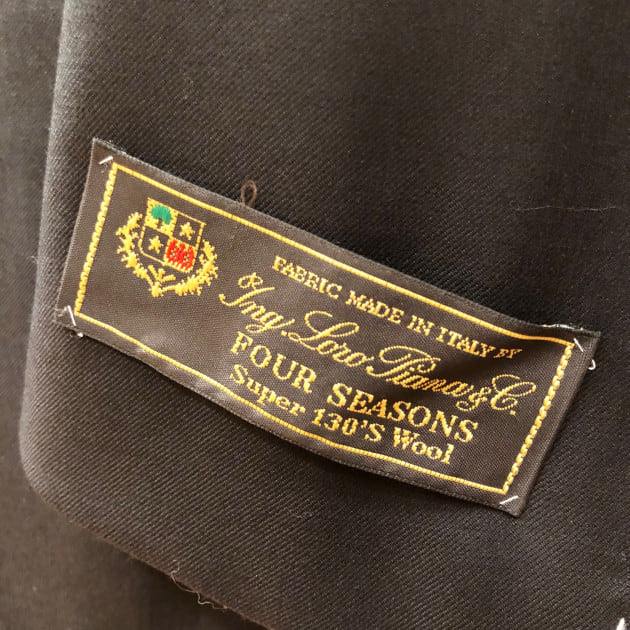 FABRIC MADE IN ITALY BY
Ing. Loro Piana & C.
FOUR SEASONS
Super 130'S Wool